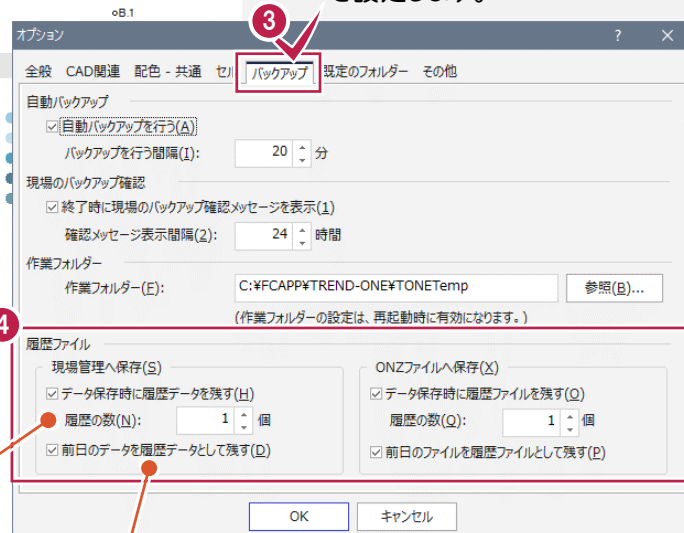 oB.1
を設定します。
3
オプション ? ×
全般 CAD関連 配色 - 共通 セル バックアップ 既定のフォルダー その他
自動バックアップ
自動バックアップを行う(A)
バックアップを行う間隔(I): 20 分
現場のバックアップ確認
終了時に現場のバックアップ確認メッセージを表示(1)
確認メッセージ表示間隔(2): 24 時間
作業フォルダー
作業フォルダー(F): C:¥FCAPP¥TREND-ONE¥TONETemp 参照(B)...
(作業フォルダーの設定は、再起動時に有効になります。)
4
履歴ファイル
現場管理へ保存(S) ONZファイルへ保存(X)
データ保存時に履歴データを残す(H) データ保存時に履歴ファイルを残す(O)
履歴の数(N): 1 個 履歴の数(Q): 1 個
前日のデータを履歴データとして残す(D) 前日のファイルを履歴ファイルとして残す(P)
OK キャンセル